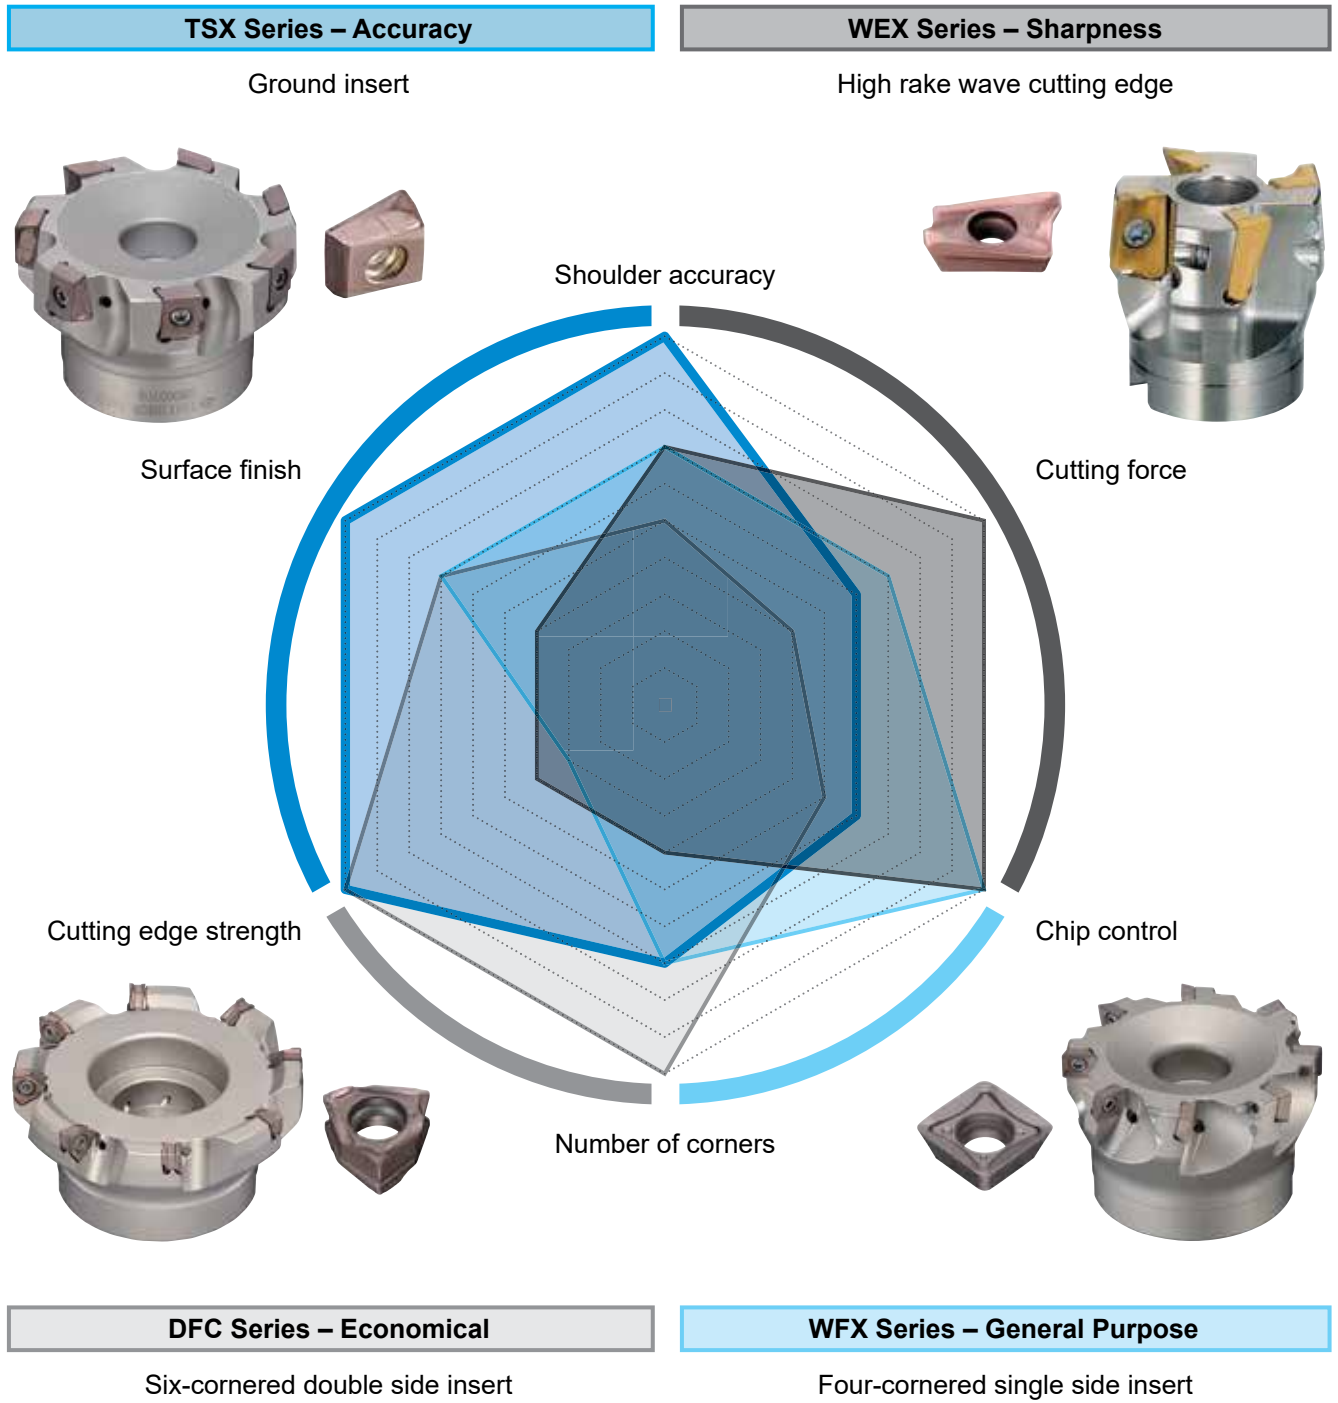 TSX Series – Accuracy
WEX Series – Sharpness
Ground insert
High rake wave cutting edge
Shoulder accuracy
Surface finish
Cutting force
Cutting edge strength
Chip control
Number of corners
DFC Series – Economical
WFX Series – General Purpose
Six-cornered double side insert
Four-cornered single side insert